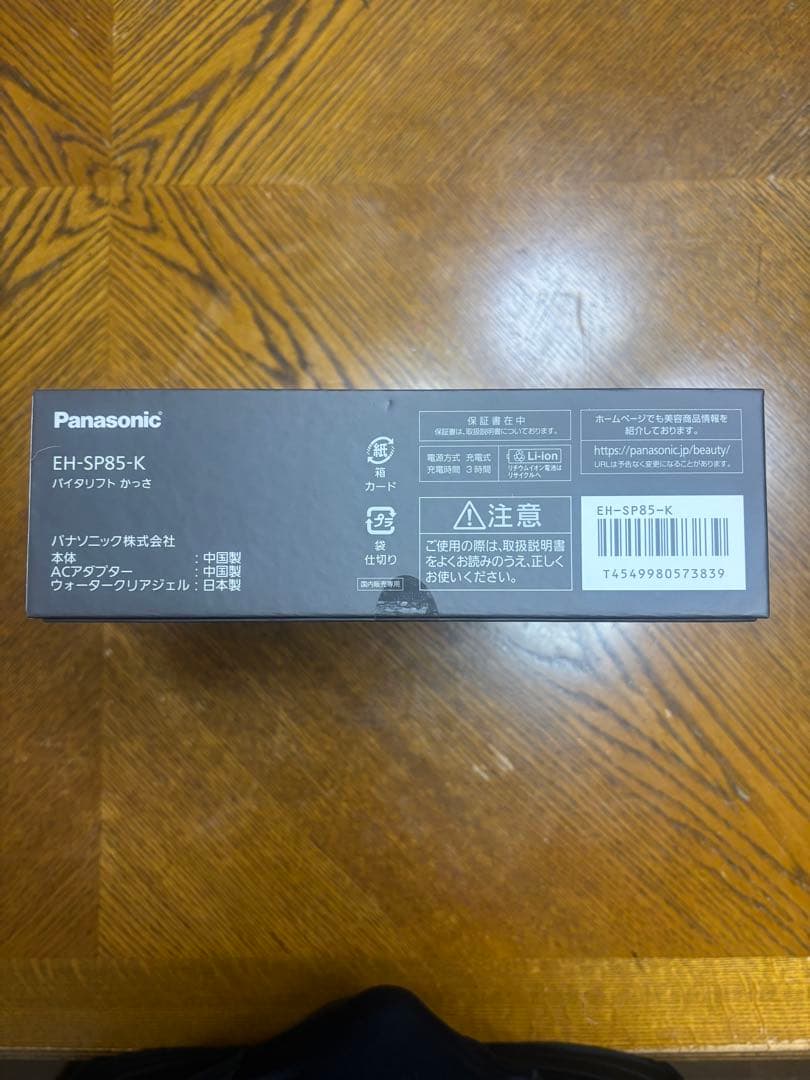 Panasonic
EH-SP85-K
バイタリフト かっさ
パナソニック株式会社
本体 :中国製
ACアダプター :中国製
ウォータークリアジェル:日本製
紙
箱
カード
プラ
袋
仕切り
国内販売専用
保証書在中
保証書は、取扱説明書についております。
電源方式 充電式
充電時間 3時間
Li-ion
リチウムイオン電池は
リサイクルへ
注意
ご使用の際は、取扱説明書
をよくお読みのうえ、正しく
お使いください。
ホームページでも美容商品情報を
紹介しております。
https://panasonic.jp/beauty/
URLは予告なく変更になることがあります。
EH-SP85-K
T4549980573839